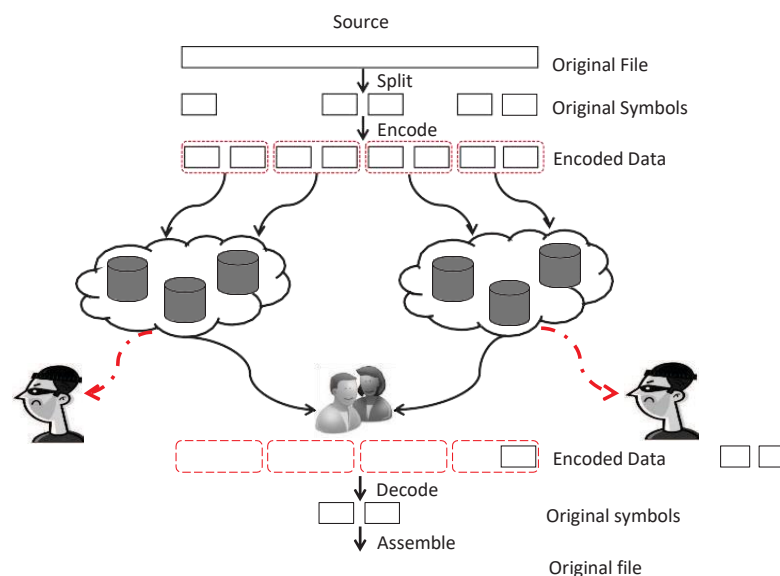 Source
Original File
Split
Original Symbols
Encode
Encoded Data
Encoded Data
Decode
Original symbols
Assemble
Original file